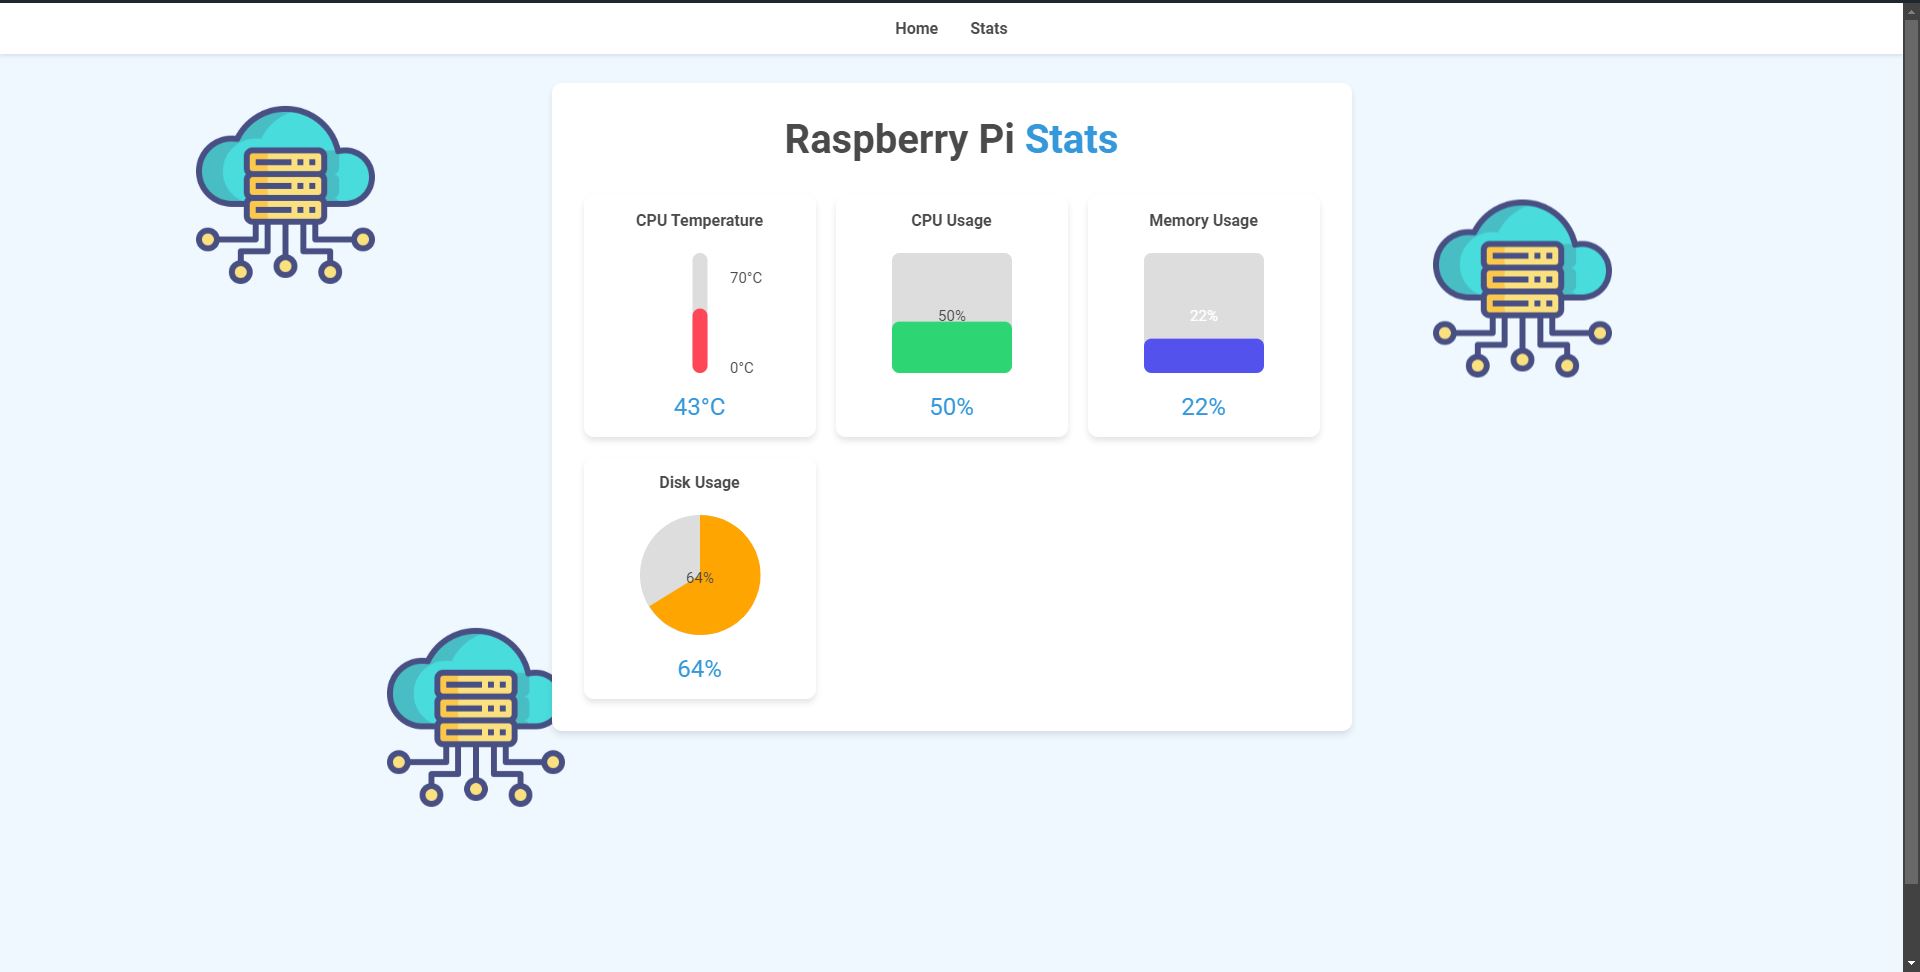 Home Stats
Raspberry Pi Stats
CPU Temperature
70°C
0°C
43°C
CPU Usage
50%
50%
Memory Usage
22%
22%
Disk Usage
64%
64%